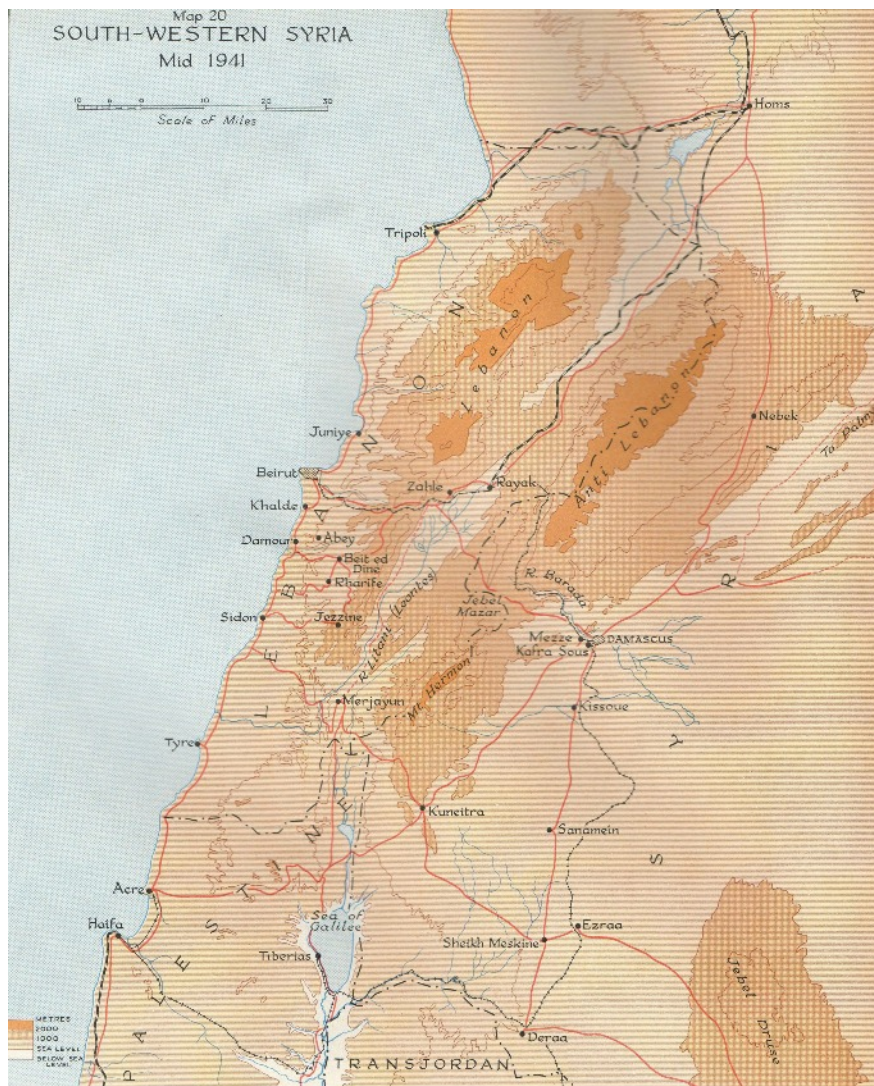 Map 20
SOUTH-WESTERN SYRIA
Mid 1941
10 5 0 10 20 30
Scale of Miles
Homs
Tripoli
Lebanon
Anti Lebanon
Nebek
Juniye
Beirut
Zahle
Rayak
Khalde
Damour
Abey
Beit ed
Dine
Rharife
R. Barada
Jebel
Mazar
Sidon
Jezzine
R. Litani (Leontes)
Mezze
DAMASCUS
Kafra Sous
Mt Hermon
Merjayun
Kissoue
Tyre
Kuneitra
Sanamein
Acre
Sea of
Galilee
Haifa
Ezraa
Sheikh Meskine
Tiberias
Jebel
Druse
Deraa
LEBANON
SYRIA
PALESTINE
TRANSJORDAN
METRES
2000
1000
SEA LEVEL
BELOW SEA
LEVEL